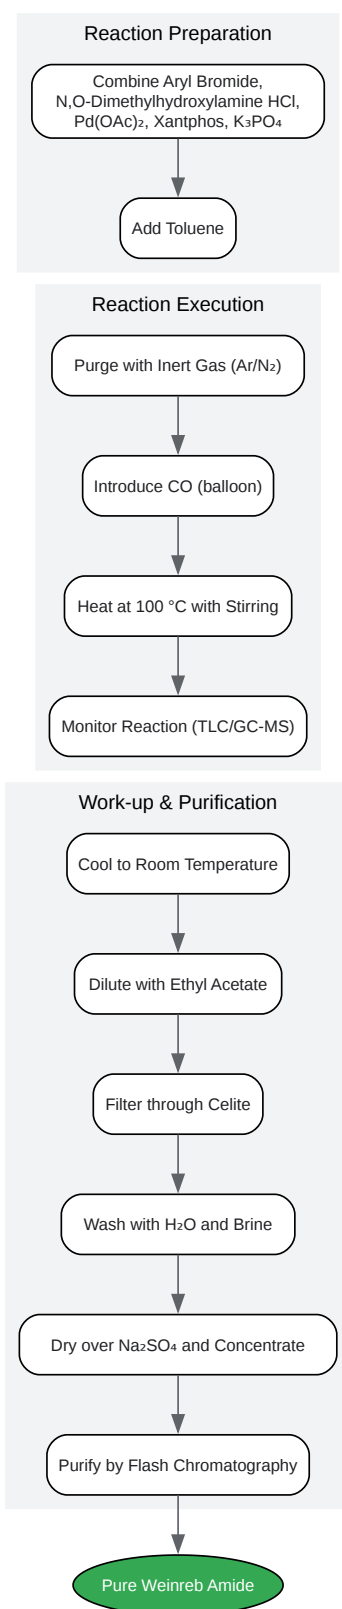 Reaction Preparation
Combine Aryl Bromide,
N,O-Dimethylhydroxylamine HCl,
Pd(OAc)₂, Xantphos, K₃PO₄
Add Toluene
Reaction Execution
Purge with Inert Gas (Ar/N₂)
Introduce CO (balloon)
Heat at 100 °C with Stirring
Monitor Reaction (TLC/GC-MS)
Work-up & Purification
Cool to Room Temperature
Dilute with Ethyl Acetate
Filter through Celite
Wash with H₂O and Brine
Dry over Na₂SO₄ and Concentrate
Purify by Flash Chromatography
Pure Weinreb Amide